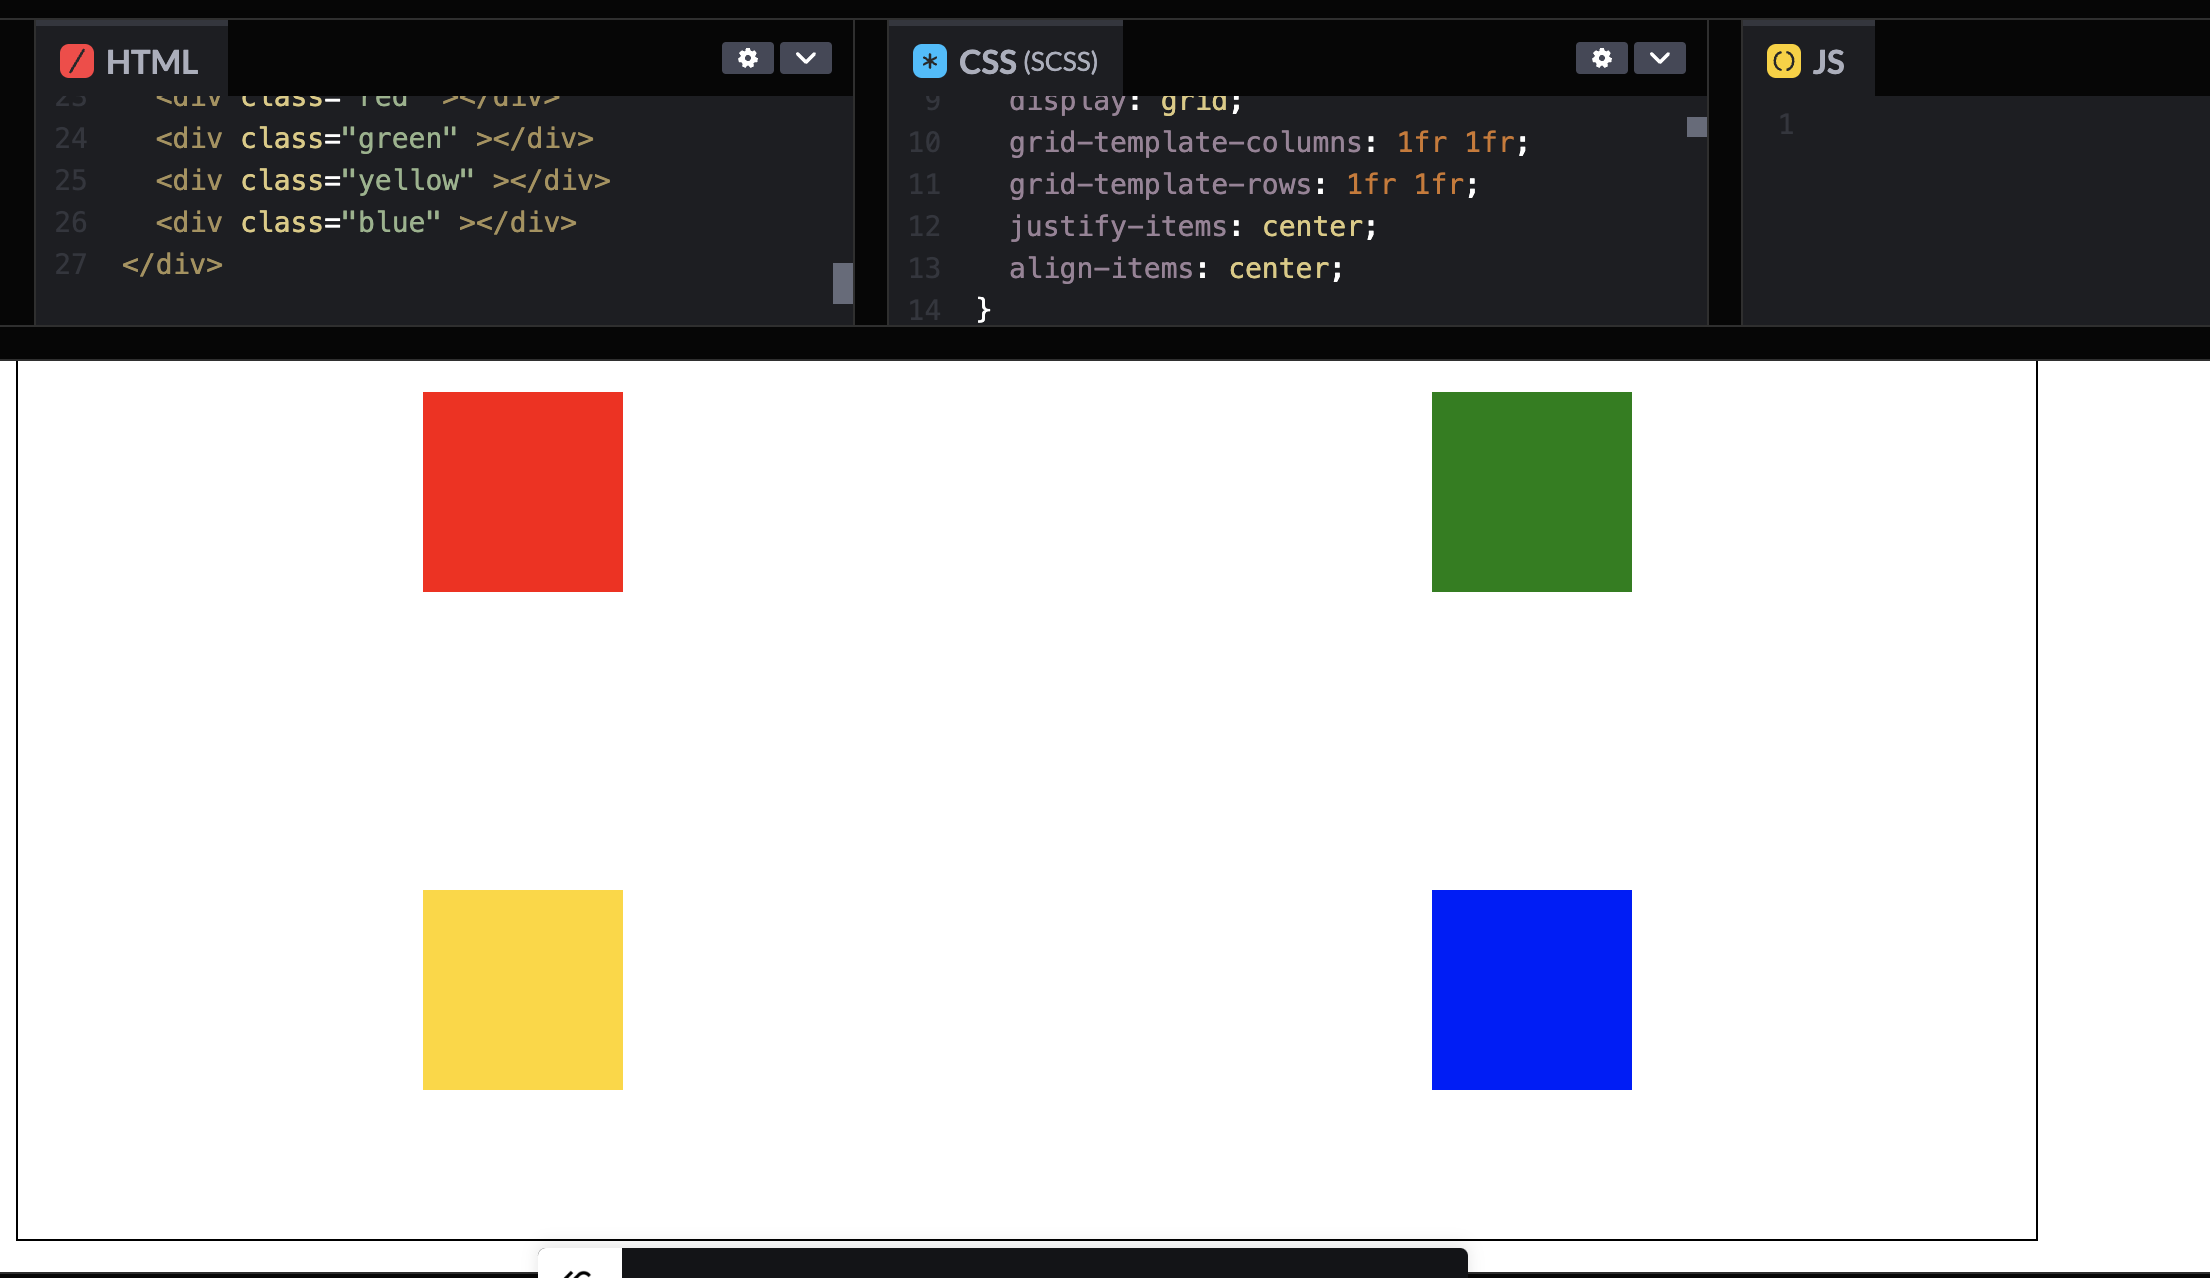 HTML
23 <div class="red" ></div>
24 <div class="green" ></div>
25 <div class="yellow" ></div>
26 <div class="blue" ></div>
27 </div>
CSS (SCSS)
9 display: grid;
10 grid-template-columns: 1fr 1fr;
11 grid-template-rows: 1fr 1fr;
12 justify-items: center;
13 align-items: center;
14 }
JS
1